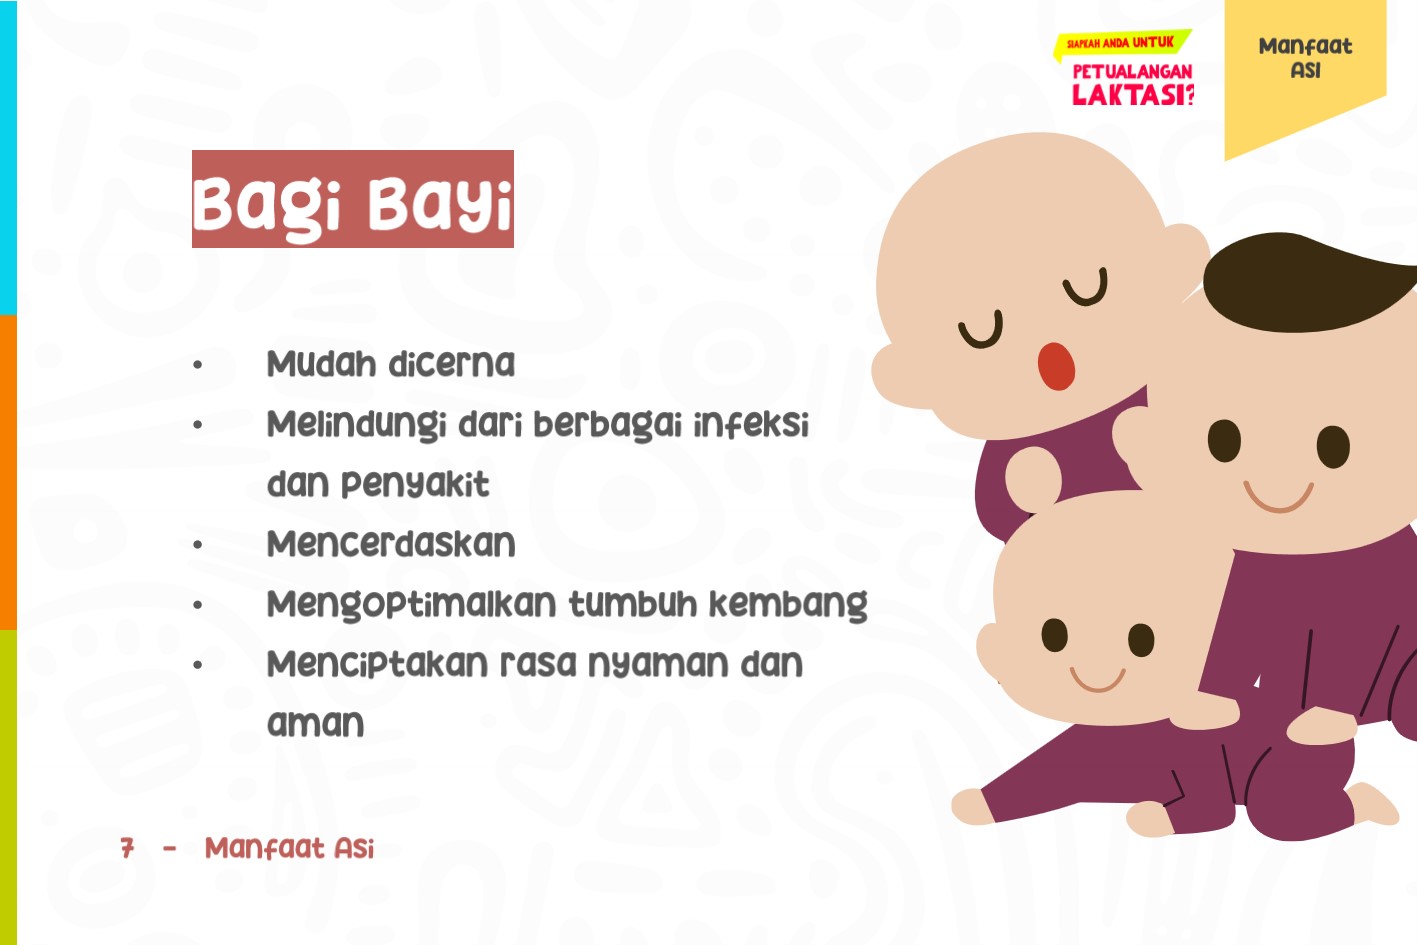 SIAPKAH ANDA UNTUK
PETUALANGAN
LAKTASI?
Manfaat
ASI
Bagi Bayi
• Mudah dicerna
• Melindungi dari berbagai infeksi
dan penyakit
• Mencerdaskan
• Mengoptimalkan tumbuh kembang
• Menciptakan rasa nyaman dan
aman
7 - Manfaat Asi